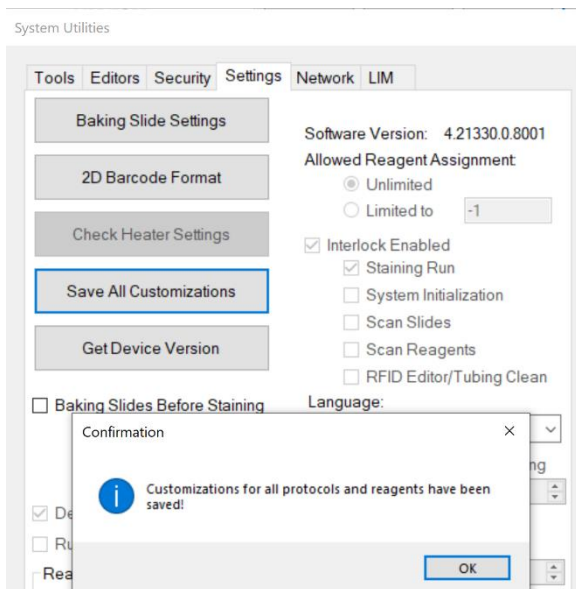 System Utilities
Tools Editors Security Settings Network LIM
Baking Slide Settings
2D Barcode Format
Check Heater Settings
Save All Customizations
Get Device Version
Baking Slides Before Staining
Software Version: 4.21330.0.8001
Allowed Reagent Assignment:
Unlimited
Limited to -1
Interlock Enabled
Staining Run
System Initialization
Scan Slides
Scan Reagents
RFID Editor/Tubing Clean
Language:
Confirmation
Customizations for all protocols and reagents have been
saved!
OK